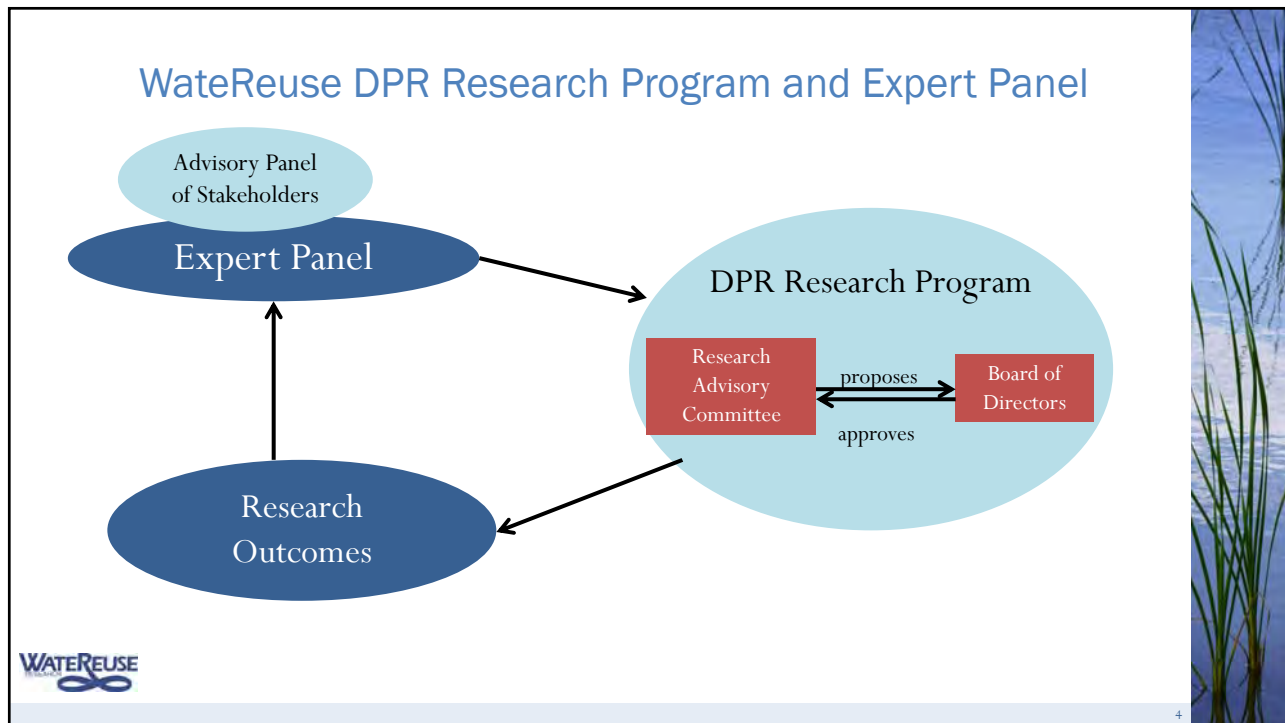 WateReuse DPR Research Program and Expert Panel
Advisory Panel
of Stakeholders
Expert Panel
DPR Research Program
Research
Advisory
Committee
proposes
approves
Board of
Directors
Research
Outcomes
WATEREUSE
RESEARCH
4